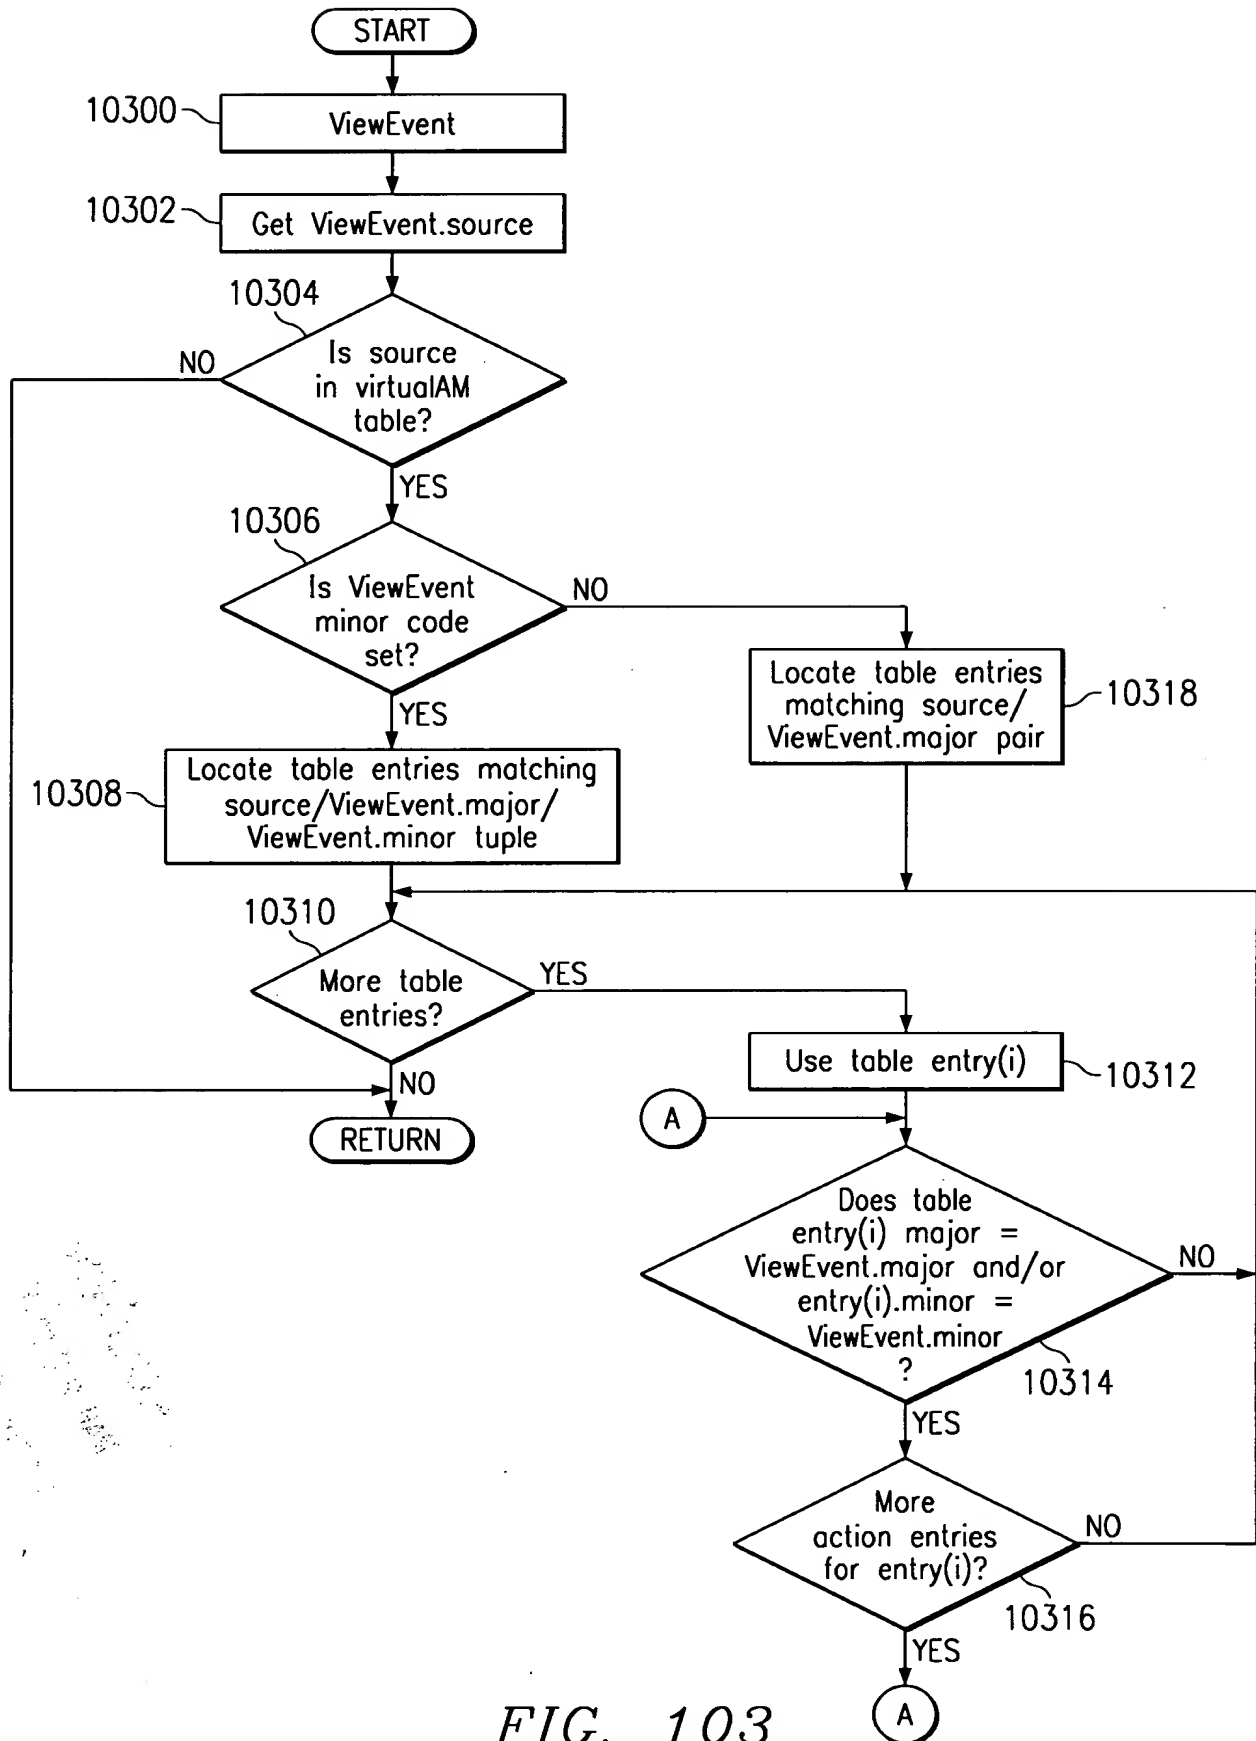 START
10300
ViewEvent
10302
Get ViewEvent.source
10304
NO
Is source
in virtualAM
table?
YES
10306
Is ViewEvent
minor code
set?
NO
YES
Locate table entries
matching source/
ViewEvent.major pair
10318
10308
Locate table entries matching
source/ViewEvent.major/
ViewEvent.minor tuple
10310
More table
entries?
YES
NO
RETURN
Use table entry(i)
10312
A
Does table
entry(i) major =
ViewEvent.major and/or
entry(i).minor =
ViewEvent.minor
?
NO
10314
YES
More
action entries
for entry(i)?
NO
10316
YES
A
FIG. 103